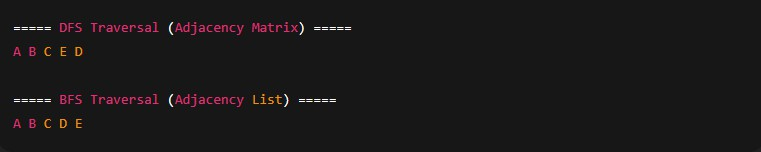 ===== DFS Traversal (Adjacency Matrix) =====
A B C E D
===== BFS Traversal (Adjacency List) =====
A B C D E